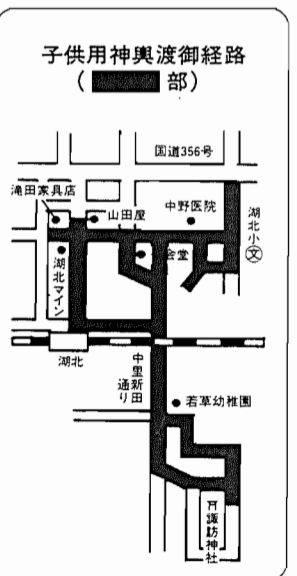 子供用神輿渡御経路
( 部)
国道356号
滝田家具店
山田屋
中野医院
湖北小文
会堂
湖北マイン
湖北
中里新田
通り
若草幼稚園
諏訪神社